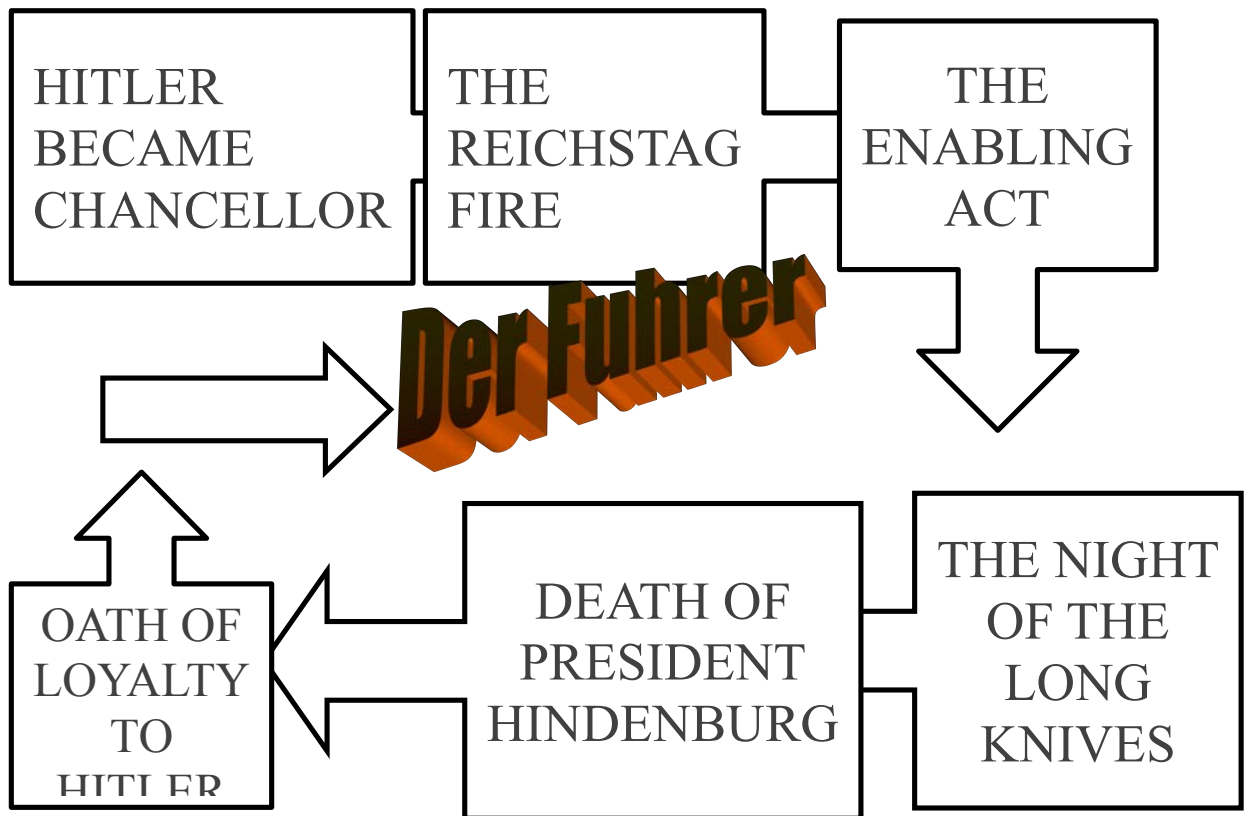 HITLER
BECAME
CHANCELLOR
THE
REICHSTAG
FIRE
THE
ENABLING
ACT
Der Fuhrer
THE NIGHT
OF THE
LONG
KNIVES
DEATH OF
PRESIDENT
HINDENBURG
OATH OF
LOYALTY
TO
HITLER